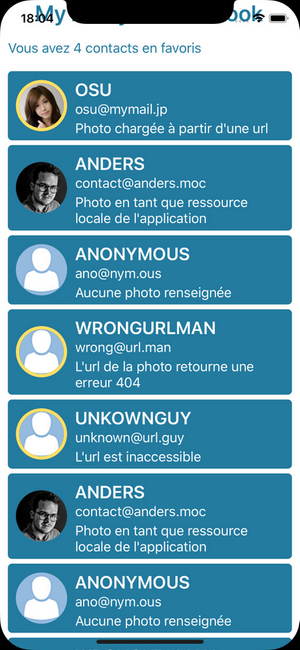 18:04
My
ook
Vous avez 4 contacts en favoris
OSU
osu@mymail.jp
Photo chargée à partir d'une url
ANDERS
contact@anders.moc
Photo en tant que ressource
locale de l'application
ANONYMOUS
ano@nym.ous
Aucune photo renseignée
WRONGURLMAN
wrong@url.man
L'url de la photo retourne une
erreur 404
UNKOWNGUY
unknown@url.guy
L'url est inaccessible
ANDERS
contact@anders.moc
Photo en tant que ressource
locale de l'application
ANONYMOUS
ano@nym.ous
Aucune photo renseignée